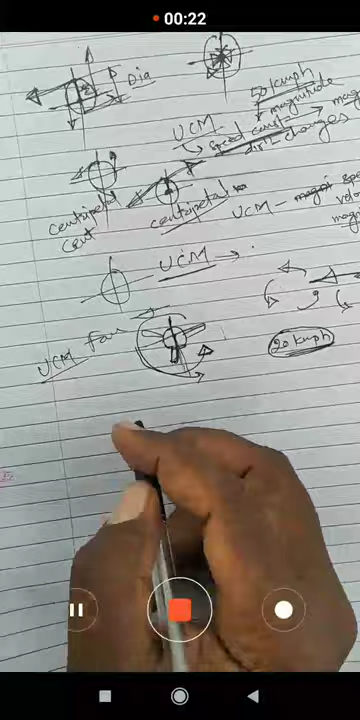 00:22
Dia
50 kmph
magnitude
UCM
speed const
dirn changes
centripetal
Cent
centripetal
UCM -
UCM →
UCM Fan
20 kmph